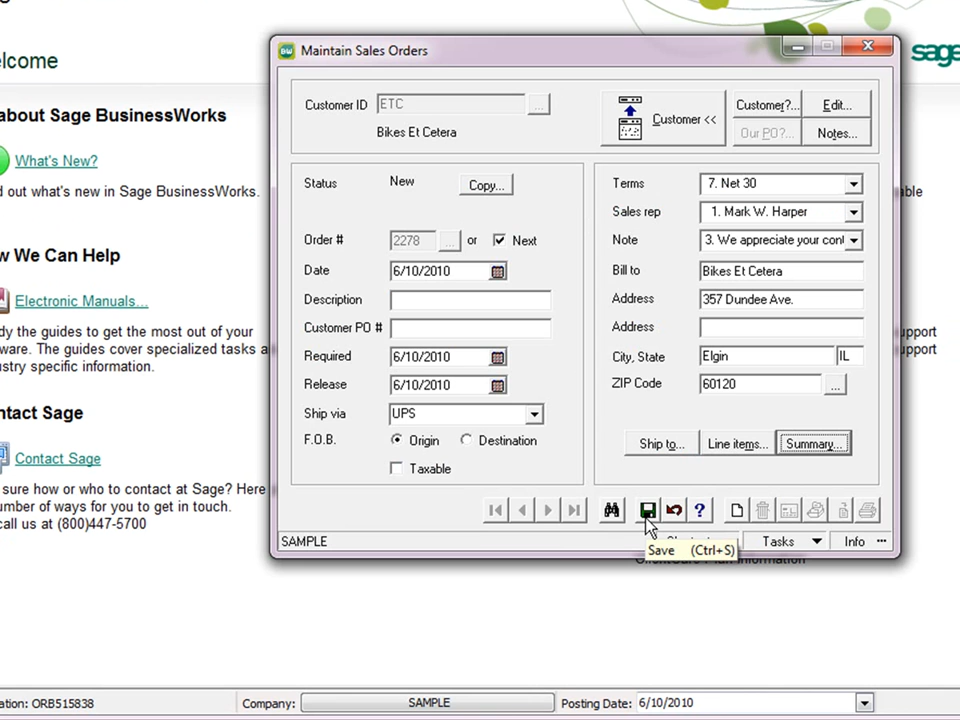 elcome
about Sage BusinessWorks
What's New?
d out what's new in Sage BusinessWorks.
w We Can Help
Electronic Manuals...
dy the guides to get the most out of your
ware. The guides cover specialized tasks a
stry specific information.
ntact Sage
Contact Sage
sure how or who to contact at Sage? Here
umber of ways for you to get in touch.
call us at (800)447-5700
sage
able
upport
upport
BW Maintain Sales Orders
Customer ID ETC ...
Bikes Et Cetera
Customer <<
Customer?... Edit...
Our PO?... Notes...
Status New Copy...
Order # 2278 ... or Next
Date 6/10/2010
Description
Customer PO #
Required 6/10/2010
Release 6/10/2010
Ship via UPS
F.O.B. Origin Destination
Taxable
Terms 7. Net 30
Sales rep 1. Mark W. Harper
Note 3. We appreciate your con
Bill to Bikes Et Cetera
Address 357 Dundee Ave.
Address
City, State Elgin IL
ZIP Code 60120 ...
Ship to... Line items... Summary...
?
SAMPLE Tasks Info
Save (Ctrl+S)
ation: ORB515838 Company: SAMPLE Posting Date: 6/10/2010